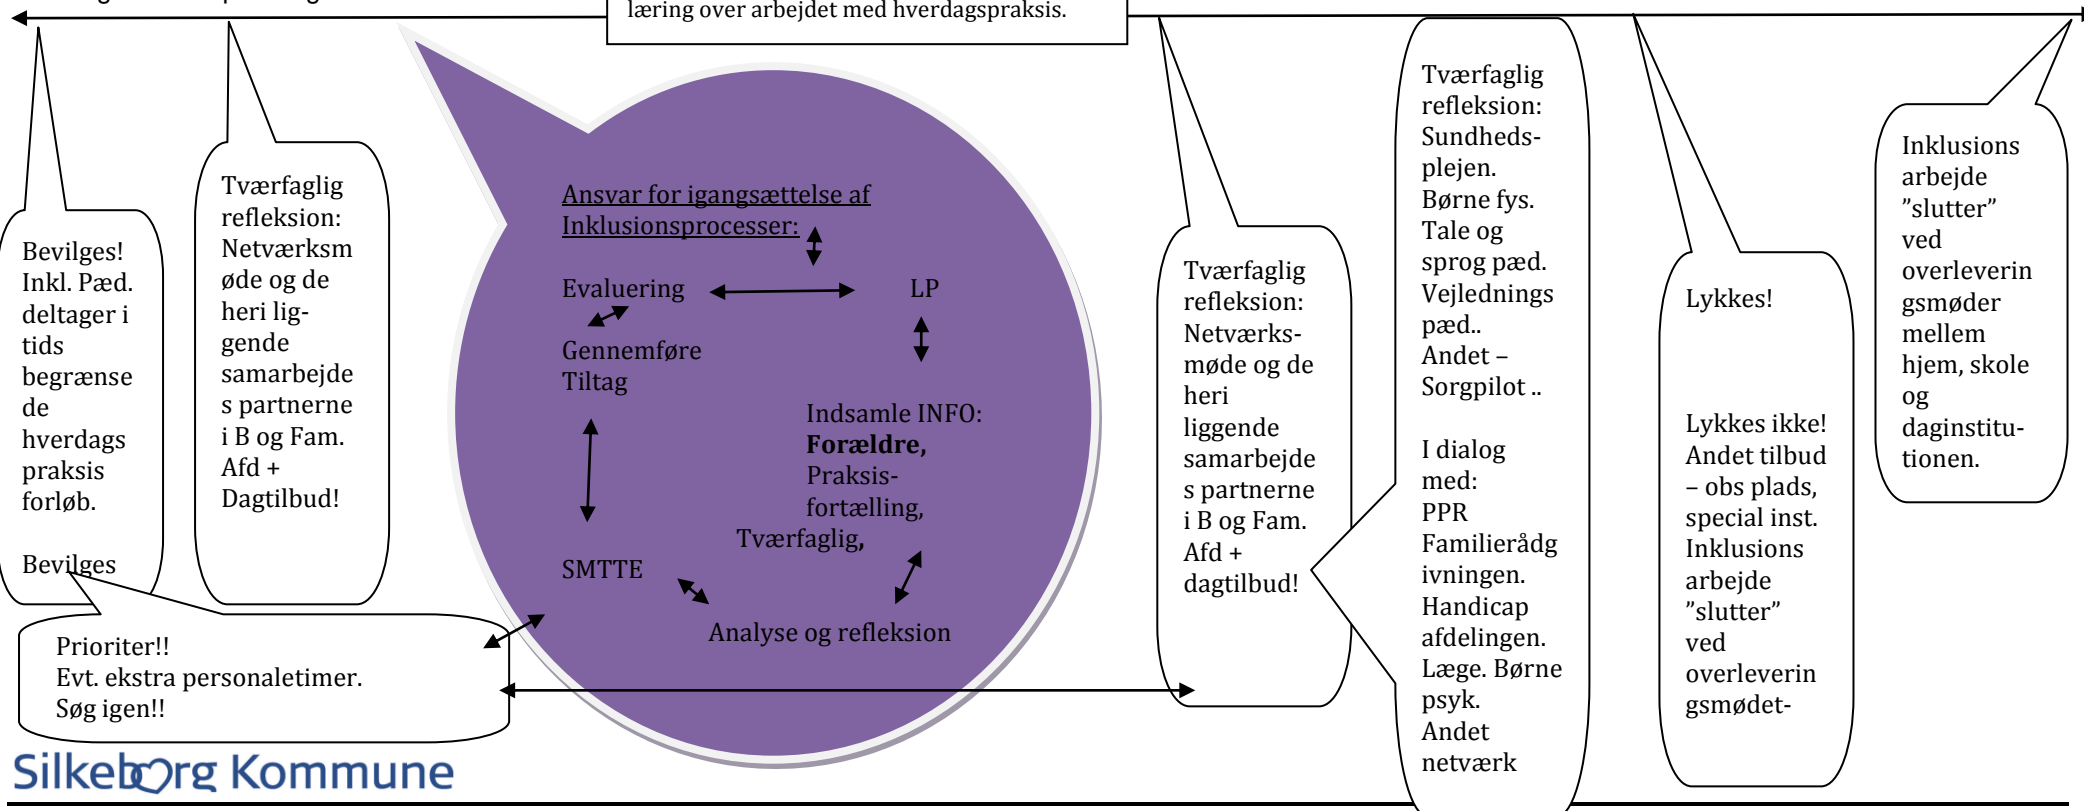 læring over arbejdet med hverdagspraksis.
Bevilges!
Inkl. Pæd.
deltager i
tids
begrænse
de
hverdags
praksis
forløb.
Bevilges
Tværfaglig
refleksion:
Netværksm
øde og de
heri lig-
gende
samarbejde
s partnerne
i B og Fam.
Afd +
Dagtilbud!
Prioriter!!
Evt. ekstra personaletimer.
Søg igen!!
Ansvar for igangsættelse af
Inklusionsprocesser:
Evaluering
LP
Gennemføre
Tiltag
Indsamle INFO:
Forældre,
Praksis-
fortælling,
Tværfaglig,
SMTTE
Analyse og refleksion
Tværfaglig
refleksion:
Netværks-
møde og de
heri
liggende
samarbejde
s partnerne
i B og Fam.
Afd +
dagtilbud!
Tværfaglig
refleksion:
Sundheds-
plejen.
Børne fys.
Tale og
sprog pæd.
Vejlednings
pæd..
Andet –
Sorgpilot ..
I dialog
med:
PPR
Familierådg
ivningen.
Handicap
afdelingen.
Læge. Børne
psyk.
Andet
netværk
Lykkes!
Lykkes ikke!
Andet tilbud
– obs plads,
special inst.
Inklusions
arbejde
”slutter”
ved
overleverin
gsmødet-
Inklusions
arbejde
”slutter”
ved
overleverin
gsmøder
mellem
hjem, skole
og
daginstitu-
tionen.
Silkeborg Kommune